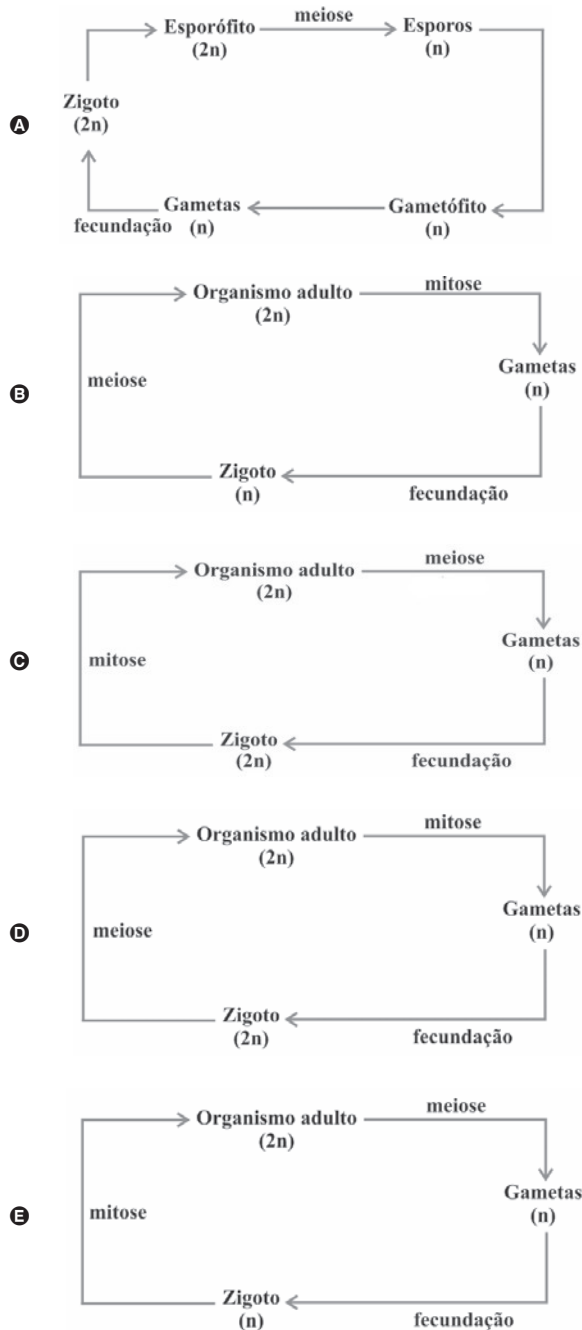 Esporófito meiose Esporos
(2n) (n)
Zigoto
(2n)
A
Gametas Gametófito
fecundação (n) (n)
Organismo adulto mitose
(2n)
Gametas
(n)
meiose
B
Zigoto
(n) fecundação
Organismo adulto meiose
(2n)
Gametas
(n)
mitose
C
Zigoto
(2n) fecundação
Organismo adulto mitose
(2n)
Gametas
(n)
meiose
D
Zigoto
(2n) fecundação
Organismo adulto meiose
(2n)
Gametas
(n)
mitose
E
Zigoto
(n) fecundação